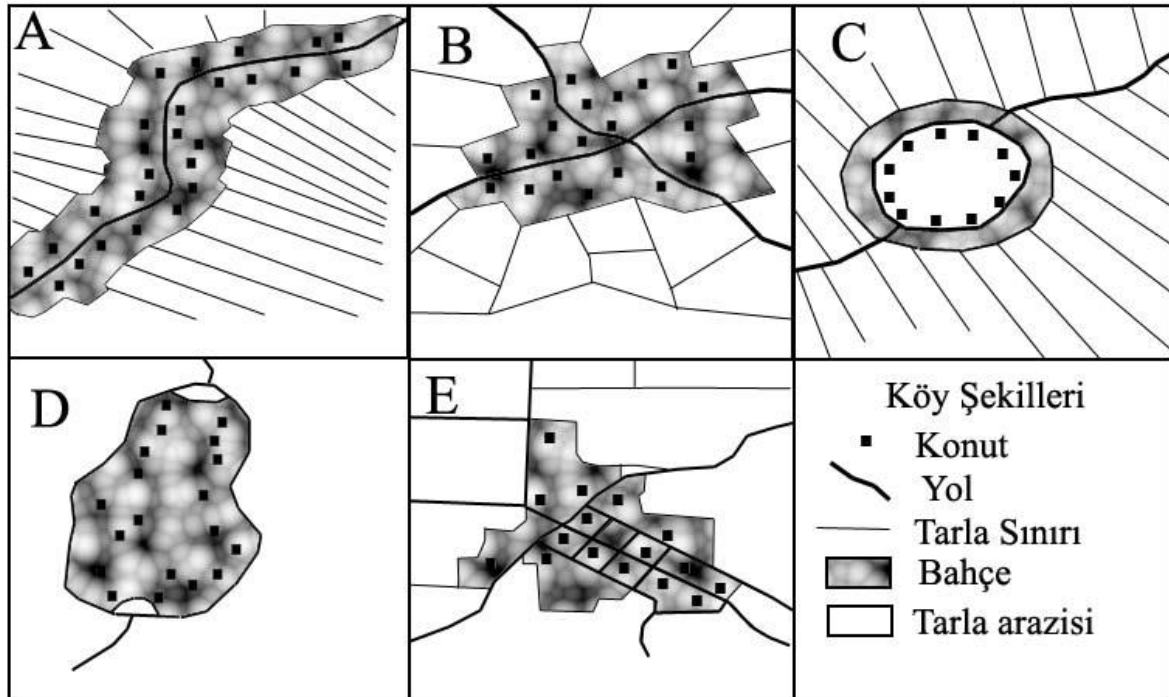 A
B
C
D
E
Köy Şekilleri
Konut
Yol
Tarla Sınırı
Bahçe
Tarla arazisi